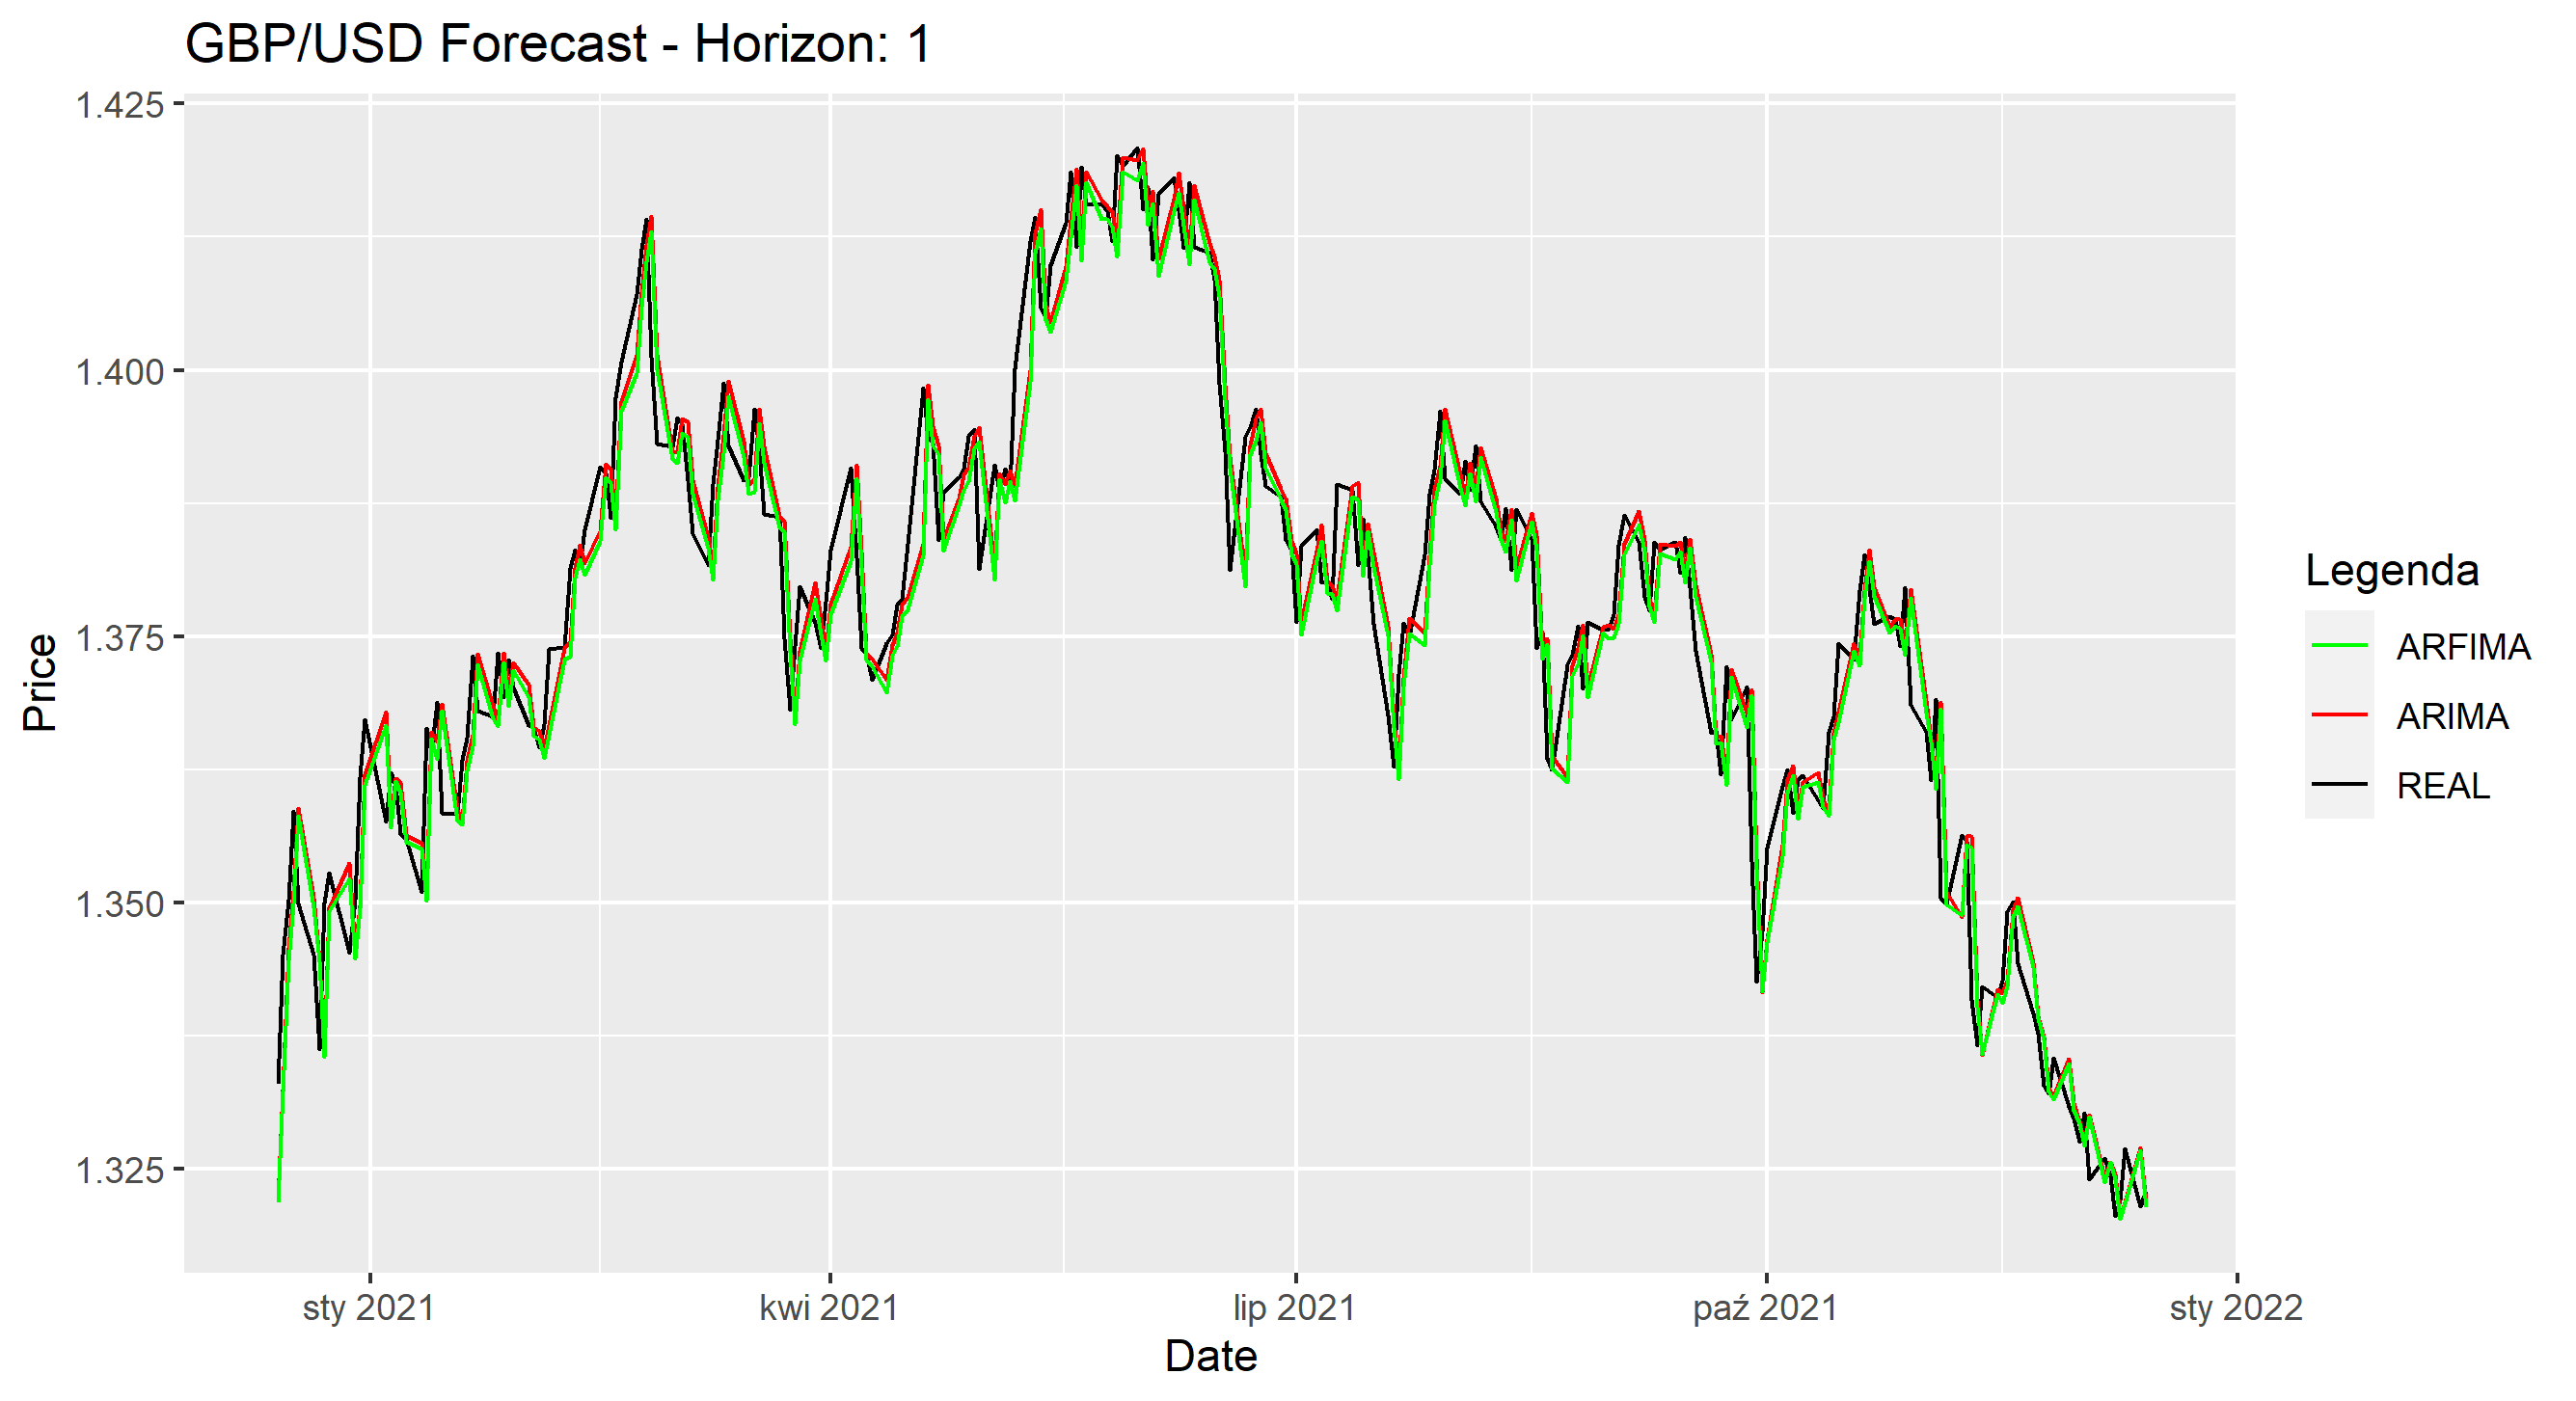 GBP/USD Forecast - Horizon: 1
Price
1.425
1.400
1.375
1.350
1.325
sty 2021
kwi 2021
lip 2021
paź 2021
sty 2022
Date
Legenda
ARFIMA
ARIMA
REAL